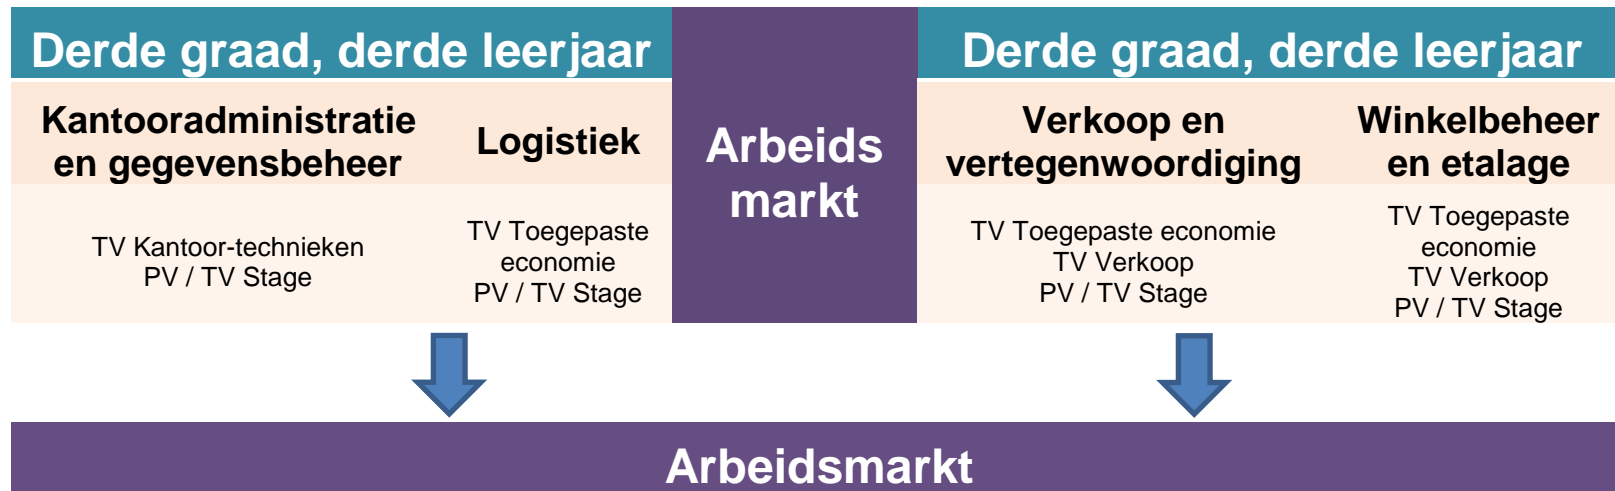 Derde graad, derde leerjaar
Kantooradministratie
en gegevensbeheer
Logistiek
TV Kantoor-technieken
PV / TV Stage
TV Toegepaste
economie
PV / TV Stage
Arbeids
markt
Derde graad, derde leerjaar
Verkoop en
vertegenwoordiging
Winkelbeheer
en etalage
TV Toegepaste economie
TV Verkoop
PV / TV Stage
TV Toegepaste
economie
TV Verkoop
PV / TV Stage
Arbeidsmarkt